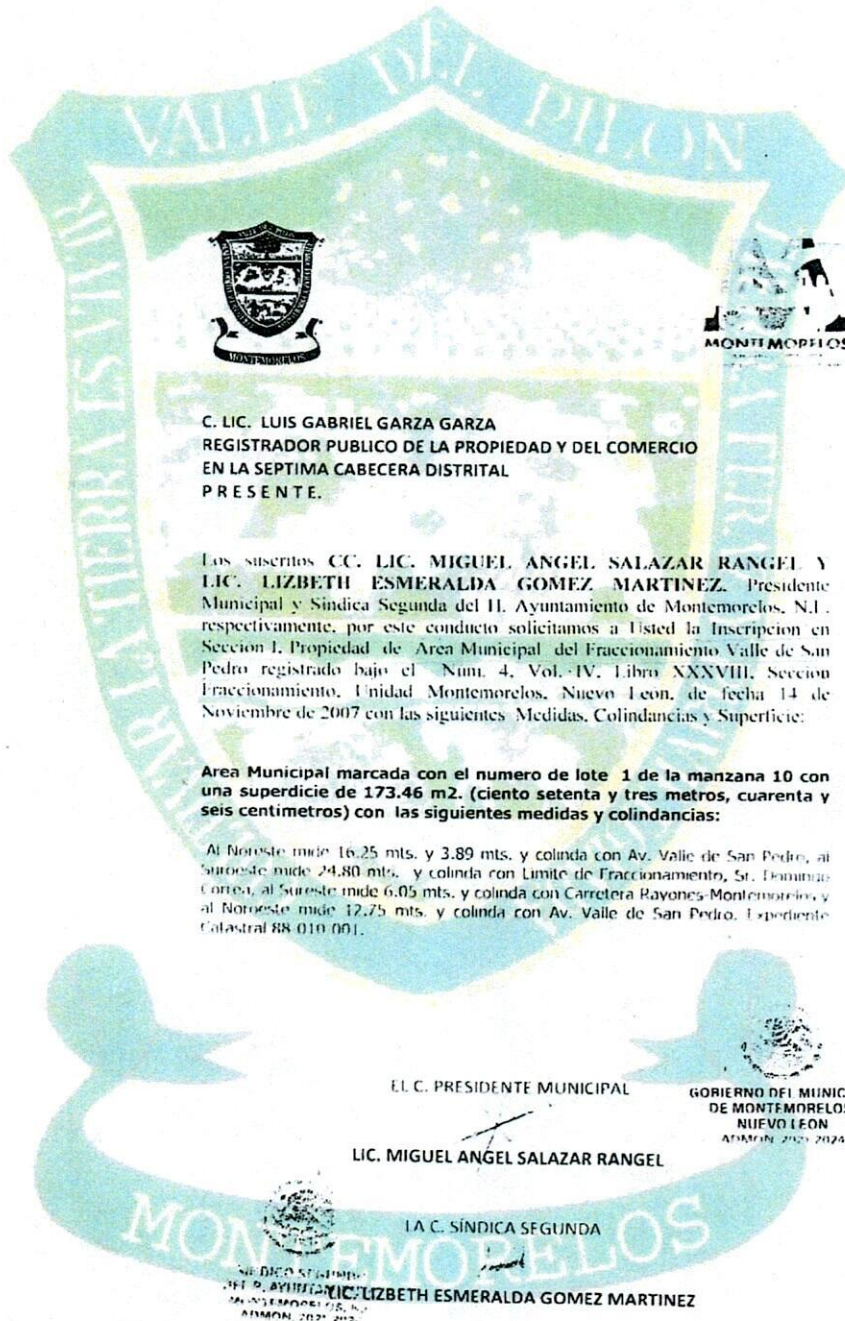 VALLE DEL PILON
MONTEMORELOS
MONTEMORELOS
C. LIC. LUIS GABRIEL GARZA GARZA
REGISTRADOR PUBLICO DE LA PROPIEDAD Y DEL COMERCIO
EN LA SEPTIMA CABECERA DISTRITAL
P R E S E N T E.
Los suscritos CC. LIC. MIGUEL ANGEL SALAZAR RANGEL Y
LIC. LIZBETH ESMERALDA GOMEZ MARTINEZ. Presidente
Municipal y Sindica Segunda del H. Ayuntamiento de Montemorelos, N.L.
respectivamente, por este conducto solicitamos a Usted la Inscripcion en
Seccion I. Propiedad de Area Municipal del Fraccionamiento Valle de San
Pedro registrado bajo el Num. 4, Vol. IV, Libro XXXVIII, Seccion
Fraccionamiento, Unidad Montemorelos, Nuevo Leon, de fecha 14 de
Noviembre de 2007 con las siguientes Medidas, Colindancias y Superficie:
Area Municipal marcada con el numero de lote 1 de la manzana 10 con
una superdicie de 173.46 m2. (ciento setenta y tres metros, cuarenta y
seis centimetros) con las siguientes medidas y colindancias:
Al Noreste mide 16.25 mts. y 3.89 mts. y colinda con Av. Valle de San Pedro, al
Suroeste mide 24.80 mts. y colinda con Limite de Fraccionamiento, Sr. Domingo
Correa, al Sureste mide 6.05 mts. y colinda con Carretera Rayones-Montemorelos y
al Noroeste mide 12.75 mts. y colinda con Av. Valle de San Pedro. Expediente
Catastral 88-010-001.
EL C. PRESIDENTE MUNICIPAL
GOBIERNO DEL MUNIC
DE MONTEMORELOS
NUEVO LEON
ADMON. 2021-2024
LIC. MIGUEL ANGEL SALAZAR RANGEL
LA C. SÍNDICA SEGUNDA
LIC. LIZBETH ESMERALDA GOMEZ MARTINEZ
MONTEMORELOS